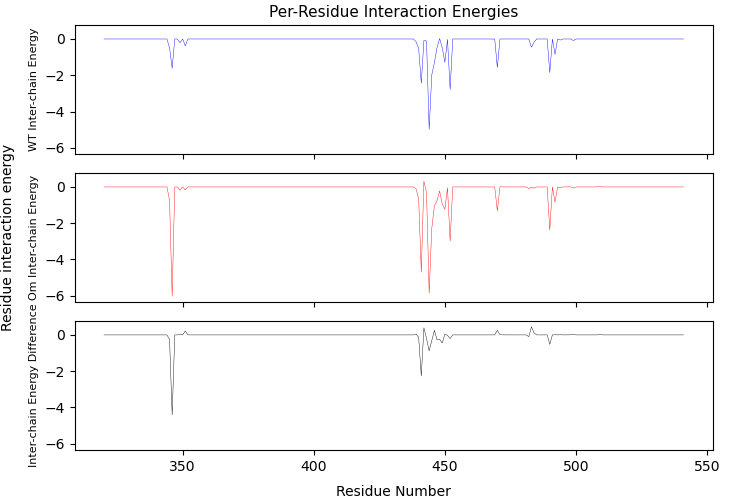 Per-Residue Interaction Energies
Residue interaction energy
WT Inter-chain Energy
0
−2
−4
−6
Om Inter-chain Energy
0
−2
−4
−6
Inter-chain Energy Difference
0
−2
−4
−6
350 400 450 500 550
Residue Number